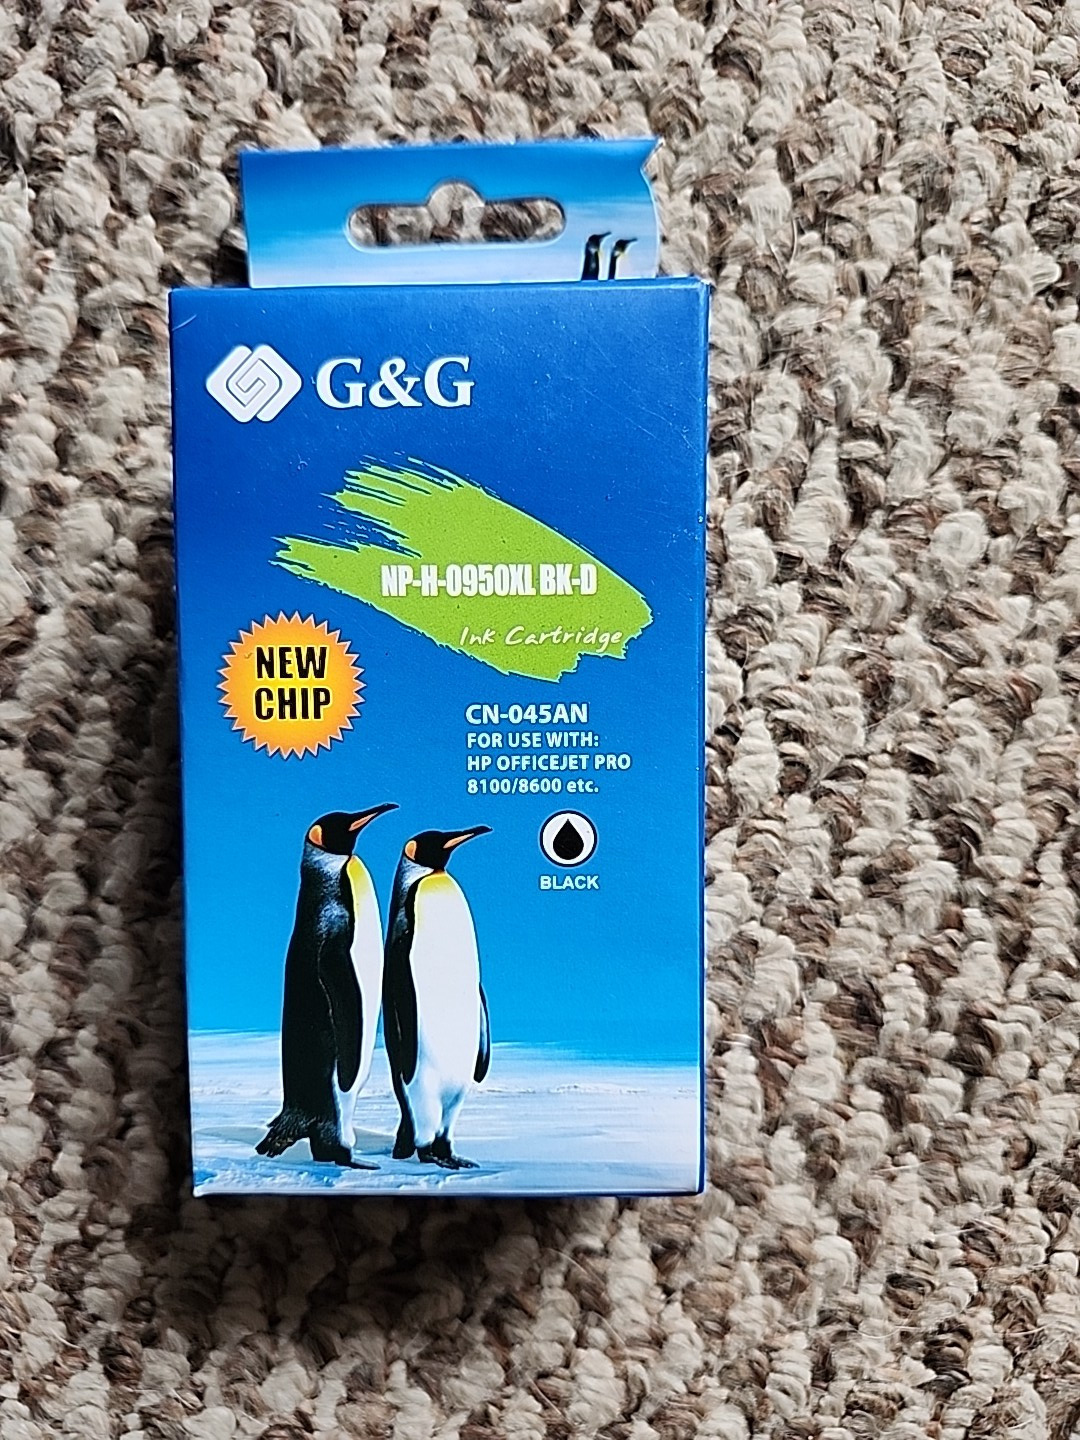 G&G
NP-H-0950XL BK-D
Ink Cartridge
NEW
CHIP
CN-045AN
FOR USE WITH:
HP OFFICEJET PRO
8100/8600 etc.
BLACK